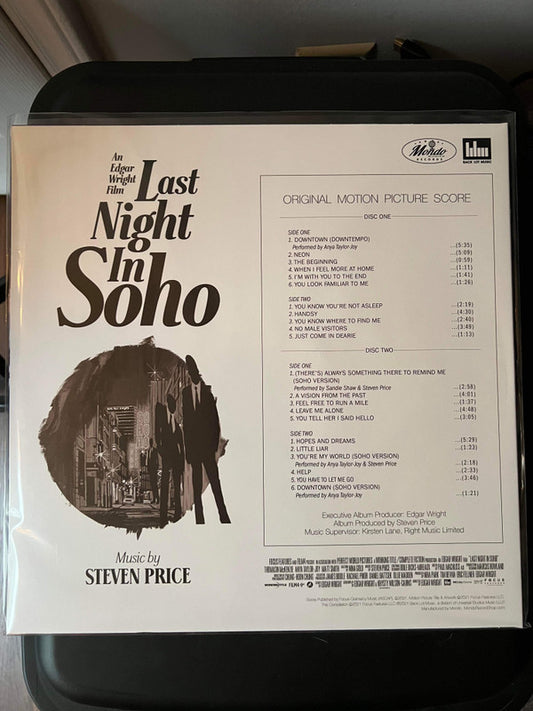 An
Edgar
Wright
Film
Last
Night
In
Soho
Music by
STEVEN PRICE
Mondo
RECORDS
BACK LOT MUSIC
ORIGINAL MOTION PICTURE SCORE
DISC ONE
SIDE ONE
1. DOWNTOWN (DOWNTEMPO)
Performed by Anya Taylor-Joy ...(5:35)
2. NEON ...(5:09)
3. THE BEGINNING ...(0:59)
4. WHEN I FEEL MORE AT HOME ...(1:11)
5. I'M WITH YOU TO THE END ...(1:41)
6. YOU LOOK FAMILIAR TO ME ...(1:26)
SIDE TWO
1. YOU KNOW YOU'RE NOT ASLEEP ...(2:19)
2. HANDSY ...(4:30)
3. YOU KNOW WHERE TO FIND ME ...(2:40)
4. NO MALE VISITORS ...(3:49)
5. JUST COME IN DEARIE ...(1:13)
DISC TWO
SIDE ONE
1. (THERE'S) ALWAYS SOMETHING THERE TO REMIND ME
(SOHO VERSION)
Performed by Sandie Shaw & Steven Price ...(2:58)
2. A VISION FROM THE PAST ...(4:01)
3. FEEL FREE TO RUN A MILE ...(1:37)
4. LEAVE ME ALONE ...(4:48)
5. YOU TELL HER I SAID HELLO ...(3:05)
SIDE TWO
1. HOPES AND DREAMS ...(5:29)
2. LITTLE LIAR ...(1:23)
3. YOU'RE MY WORLD (SOHO VERSION)
Performed by Anya Taylor-Joy & Steven Price ...(2:18)
4. HELP ...(2:33)
5. YOU HAVE TO LET ME GO ...(3:46)
6. DOWNTOWN (SOHO VERSION)
Performed by Anya Taylor-Joy ...(1:21)
Executive Album Producer: Edgar Wright
Album Produced by Steven Price
Music Supervisor: Kirsten Lane, Right Music Limited